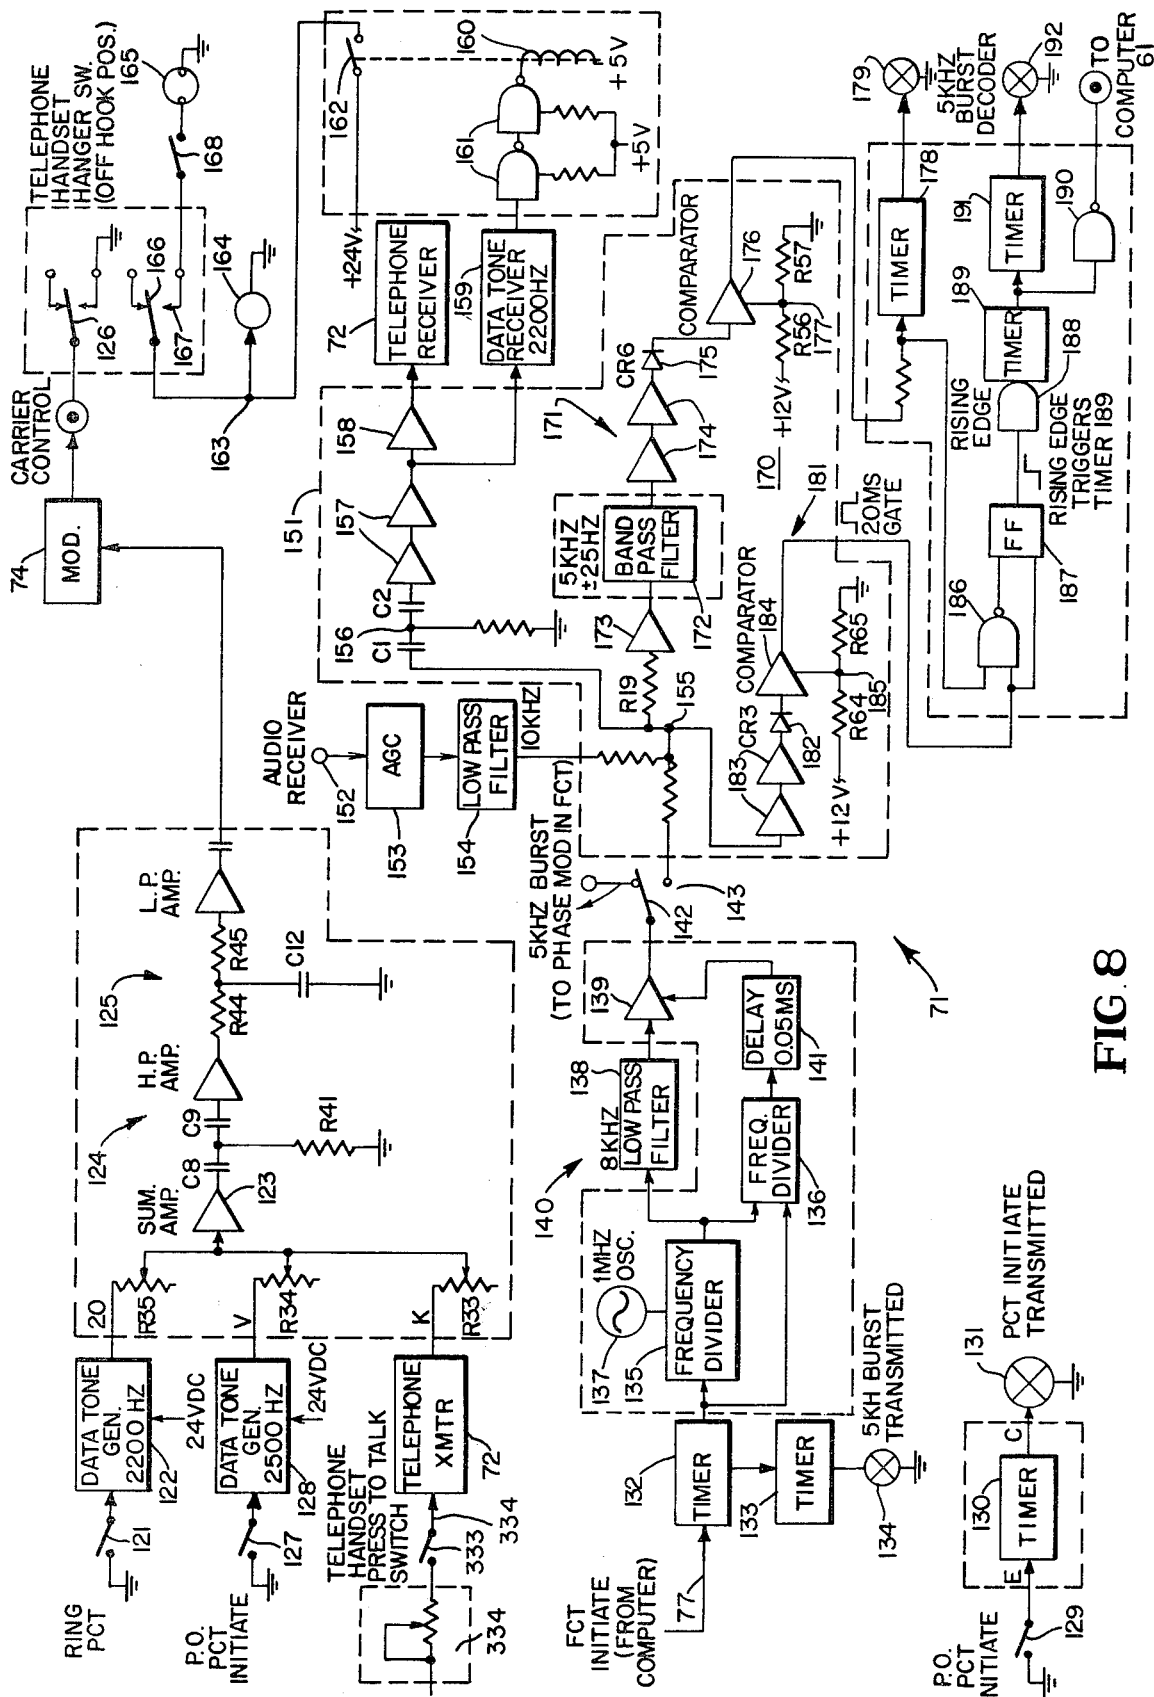 RING
PCT
121
DATA TONE
GEN.
2200 HZ
122
24VDC
20
R35
P.O.
PCT
INITIATE
127
DATA TONE
GEN.
2500 HZ
128
24VDC
V
R34
TELEPHONE
HANDSET
PRESS TO TALK
SWITCH
334
333
334
TELEPHONE
XMTR
72
K
R33
SUM.
AMP.
123
124
C8
C9
R41
H.P.
AMP.
125
R44
R45
C12
L.P.
AMP.
74
MOD.
CARRIER
CONTROL
TELEPHONE
HANDSET
HANGER SW.
(OFF HOOK POS.)
126
166
167
168
165
164
163
AUDIO
RECEIVER
152
AGC
153
LOW PASS
FILTER
154
10KHZ
151
C1
156
C2
157
158
72
TELEPHONE
RECEIVER
159
DATA TONE
RECEIVER
2200HZ
+24V
162
160
161
+5V
+5V
155
R19
173
5KHZ
±25HZ
BAND
PASS
FILTER
172
171
174
CR6
175
COMPARATOR
176
R56
177
R57
+12V
170
183
CR3
182
COMPARATOR
184
+12V
R64
185
R65
181
20MS
GATE
TIMER
178
179
186
FF
187
RISING EDGE
TRIGGERS
TIMER 189
RISING
EDGE
188
TIMER
189
TIMER
191
190
5KHZ
BURST
DECODER
192
TO
COMPUTER
61
FCT
INITIATE
(FROM
COMPUTER)
77
132
TIMER
133
TIMER
134
5KH BURST
TRANSMITTED
137
1MHZ
OSC.
135
FREQUENCY
DIVIDER
140
8KHZ
LOW PASS
FILTER
138
FREQ.
DIVIDER
136
DELAY
0.05MS
141
139
5KHZ BURST
(TO PHASE MOD IN FCT)
142
143
71
P.O.
PCT
NITIATE
129
E
130
TIMER
C
131
PCT INITIATE
TRANSMITTED
FIG. 8